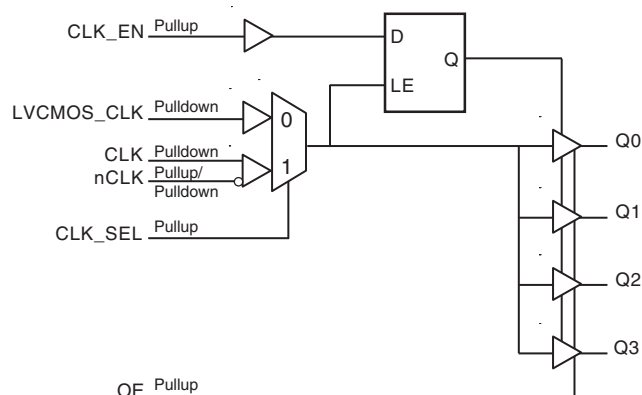 CLK_EN Pullup
D
Q
LE
LVCMOS_CLK Pulldown
0
CLK Pulldown
nCLK Pullup/
Pulldown
1
CLK_SEL Pullup
Q0
Q1
Q2
Q3
OE Pullup